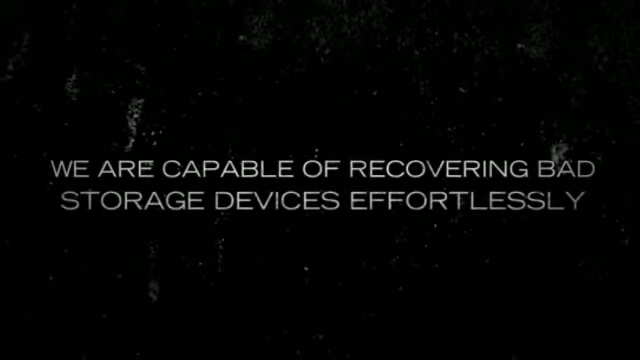 WE ARE CAPABLE OF RECOVERING BAD
STORAGE DEVICES EFFORTLESSLY